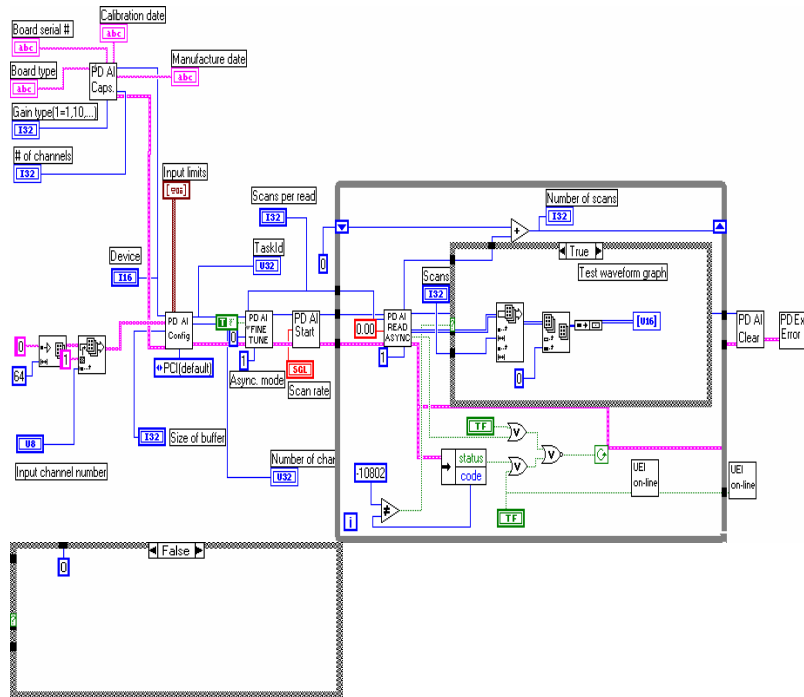 Calibration date
abc
Board serial #
abc
Manufacture date
abc
Board type
abc
PD AI
Caps.
Gain type(1=1,10,...)
I32
# of channels
I32
Input limits
Scans per read
I32
Number of scans
I32
True
Test waveform graph
Device
I16
TaskId
U32
0
Scans
I32
[U16]
PD AI
Config
T
0
PD AI
FINE
TUNE
PD AI
Start
0.00
PD AI
READ
ASYNC
PD AI
Clear
PD Ex
Error
0
1
64
PCI(default)
1
Async. mode
SGL
Scan rate
1
0
U8
Input channel number
I32
Size of buffer
Number of chan
U32
TF
V
V
V
status
code
-10802
≠
i
TF
UEI
on-line
UEI
on-line
False
0